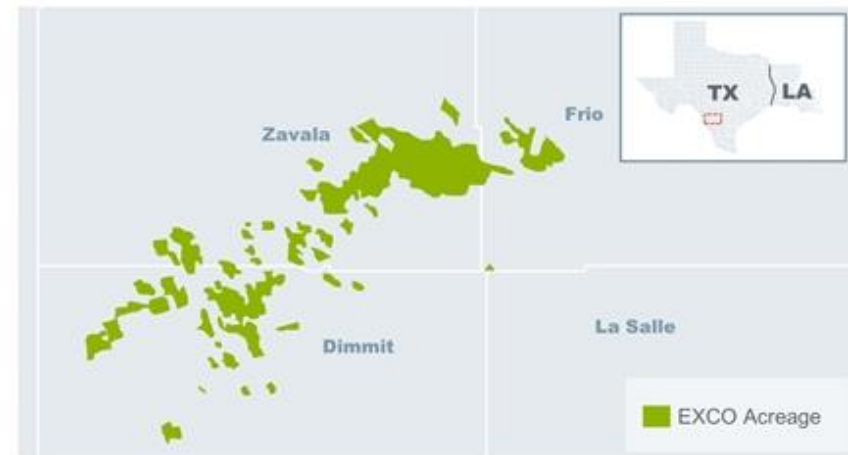 TX
LA
Frio
Zavala
La Salle
Dimmit
EXCO Acreage